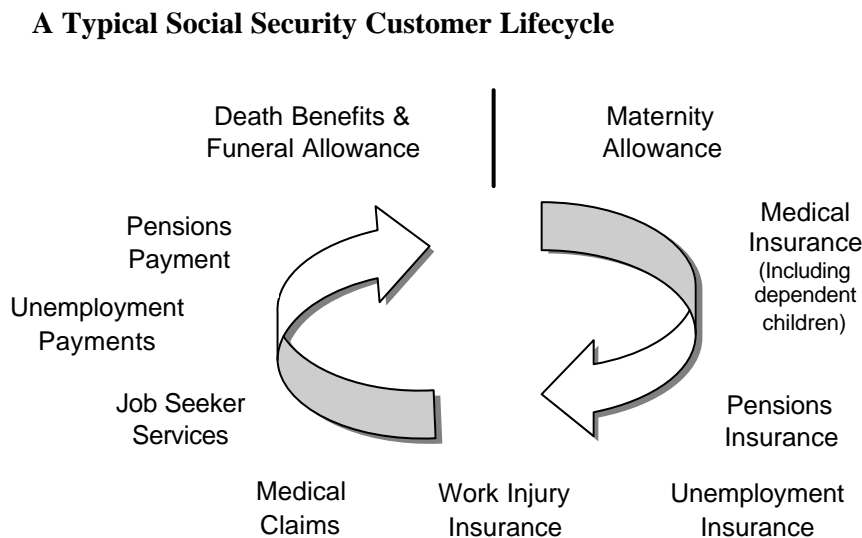 A Typical Social Security Customer Lifecycle
Death Benefits &
Funeral Allowance
Maternity
Allowance
Medical
Insurance
(Including
dependent
children)
Pensions
Insurance
Unemployment
Insurance
Work Injury
Insurance
Medical
Claims
Job Seeker
Services
Unemployment
Payments
Pensions
Payment